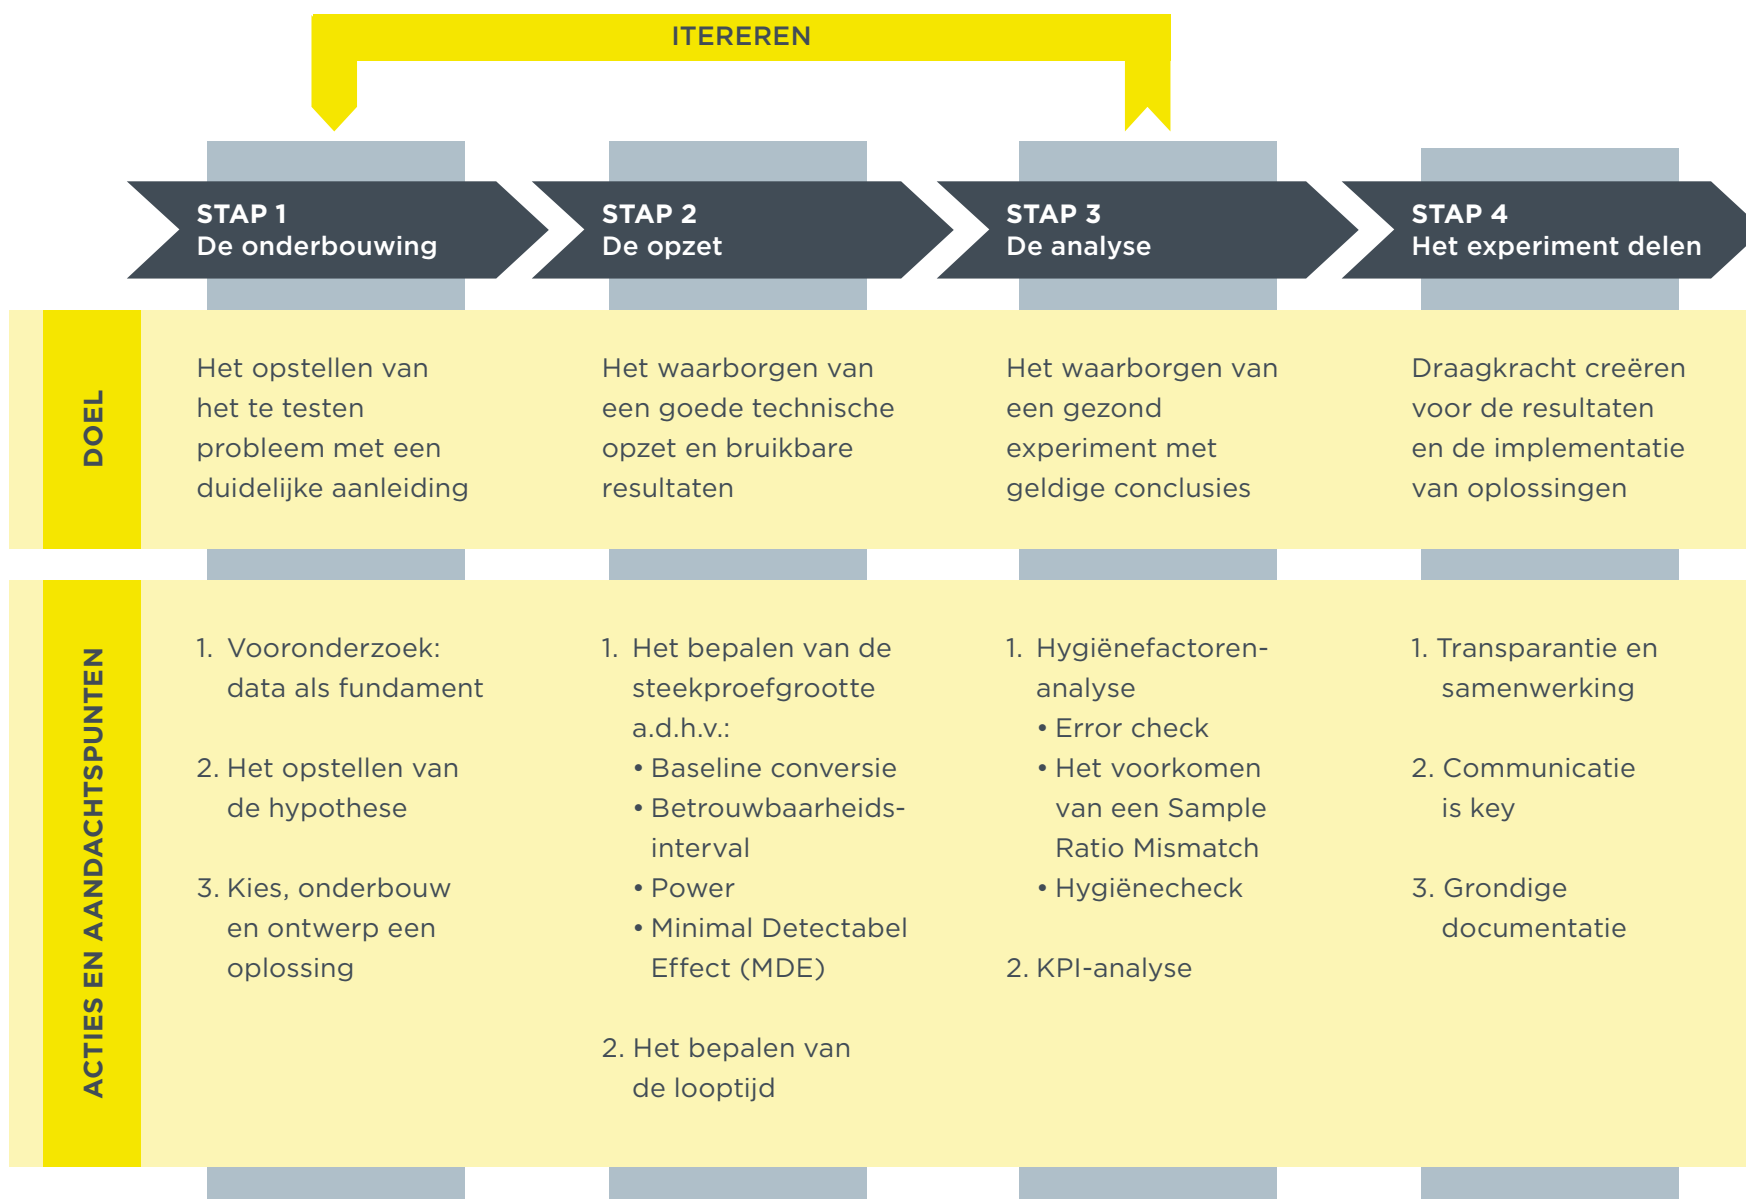 ITEREREN
STAP 1
De onderbouwing
STAP 2
De opzet
STAP 3
De analyse
STAP 4
Het experiment delen
DOEL
Het opstellen van
het te testen
probleem met een
duidelijke aanleiding
Het waarborgen van
een goede technische
opzet en bruikbare
resultaten
Het waarborgen van
een gezond
experiment met
geldige conclusies
Draagkracht creëren
voor de resultaten
en de implementatie
van oplossingen
ACTIES EN AANDACHTSPUNTEN
1. Vooronderzoek:
data als fundament
2. Het opstellen van
de hypothese
3. Kies, onderbouw
en ontwerp een
oplossing
1. Het bepalen van de
steekproefgrootte
a.d.h.v.:
• Baseline conversie
• Betrouwbaarheids-
interval
• Power
• Minimal Detectabel
Effect (MDE)
2. Het bepalen van
de looptijd
1. Hygiënefactoren-
analyse
• Error check
• Het voorkomen
van een Sample
Ratio Mismatch
• Hygiënecheck
2. KPI-analyse
1. Transparantie en
samenwerking
2. Communicatie
is key
3. Grondige
documentatie